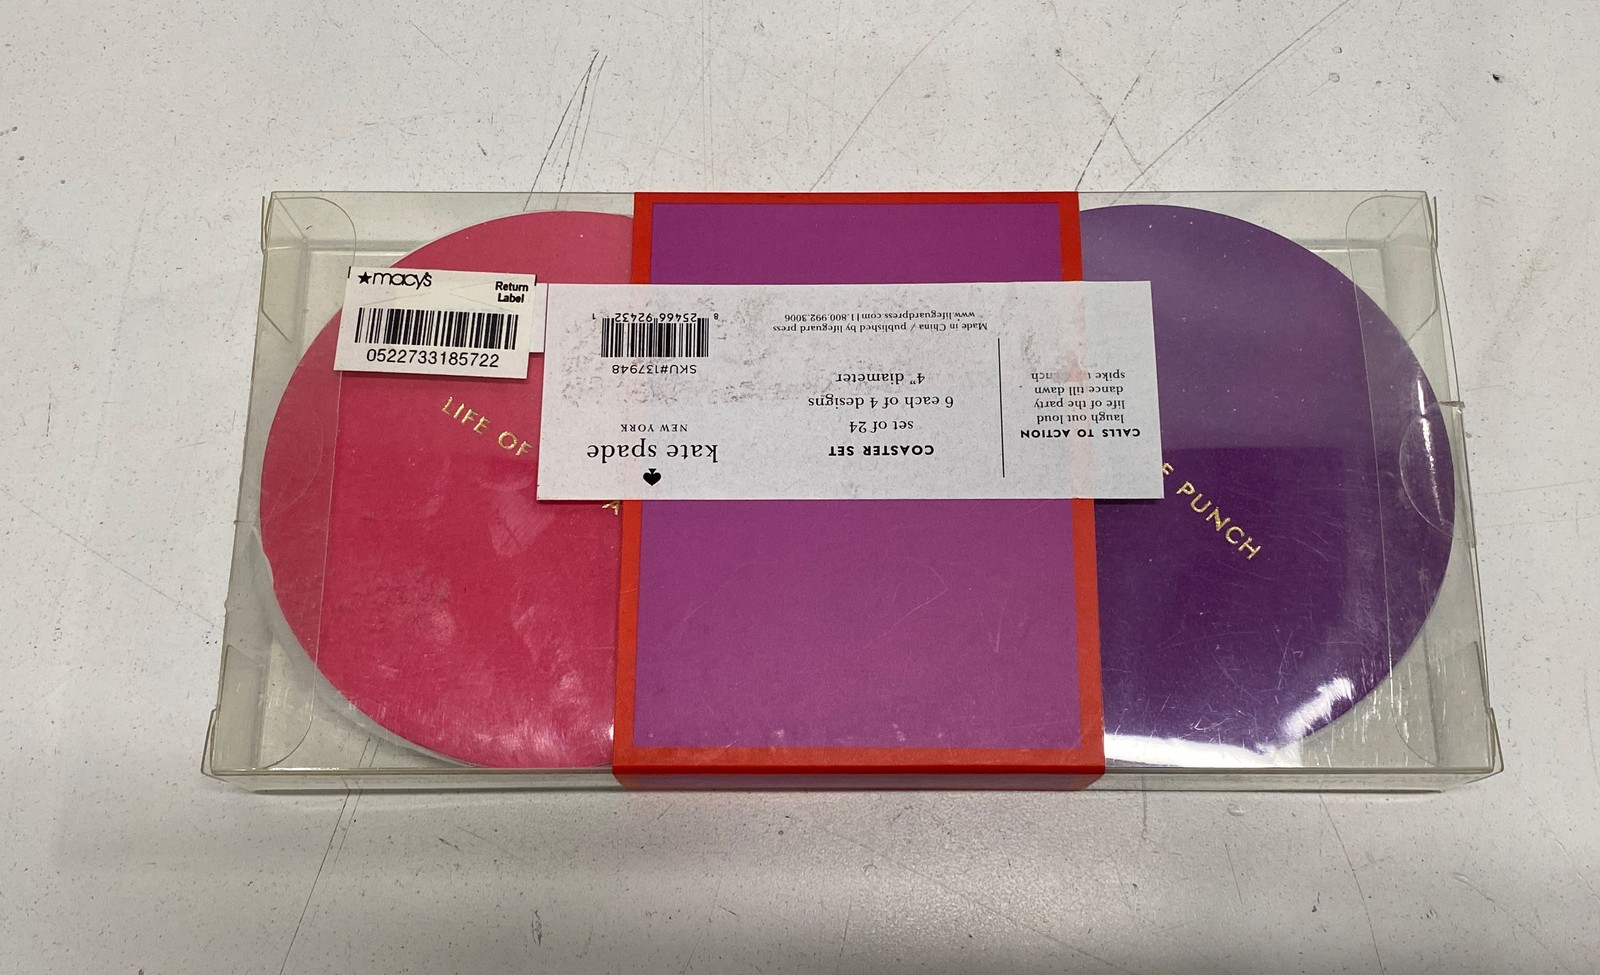 ★macy's
Return
Label
0522733185722
LIFE OF
A
PUNCH
kate spade
NEW YORK
SKU#137948
8 25466 92432 1
COASTER SET
set of 24
6 each of 4 designs
4" diameter
Made in China / published by lifeguard press
www.lifeguardpress.com | 1.800.992.3006
CALLS TO ACTION
laugh out loud
life of the party
dance till dawn
spike